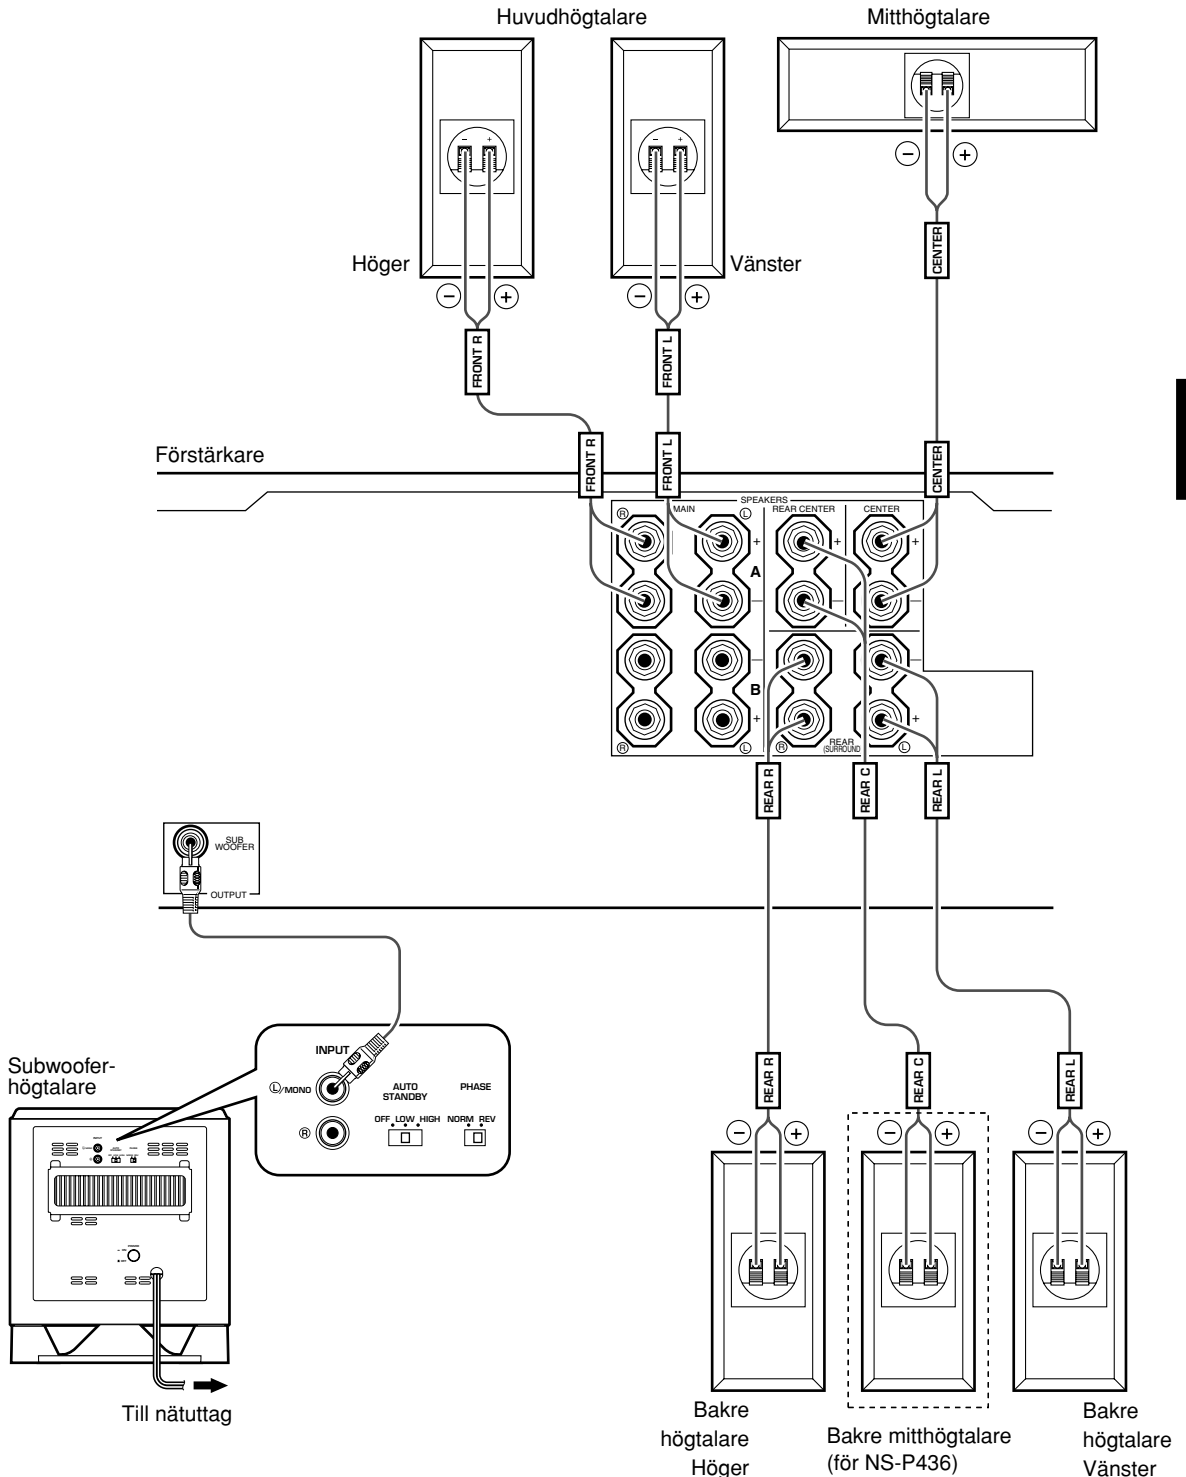 Huvudhögtalare
Mitthögtalare
− +
− +
− +
Höger
Vänster
− +
− +
CENTER
FRONT R
FRONT L
Förstärkare
FRONT R
FRONT L
CENTER
SPEAKERS
R MAIN L
REAR CENTER
CENTER
+ + +
A
B
+ +
R L
R REAR L
(SURROUND
REAR R
REAR C
REAR L
SUB
WOOFER
OUTPUT
Subwoofer-
högtalare
INPUT
L/MONO
AUTO
STANDBY
PHASE
OFF LOW HIGH
NORM REV
R
REAR R
REAR C
REAR L
− +
− +
− +
Till nätuttag
Bakre
högtalare
Höger
Bakre mitthögtalare
(för NS-P436)
Bakre
högtalare
Vänster